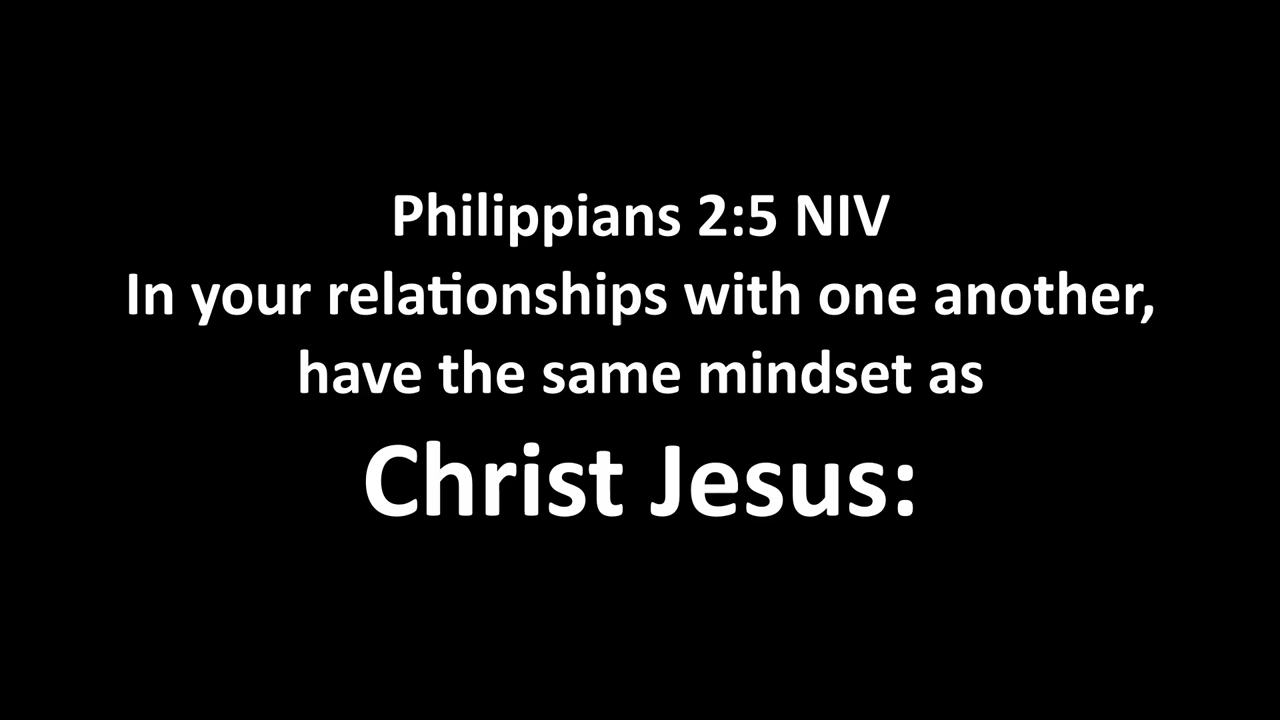 Philippians 2:5 NIV
In your relationships with one another,
have the same mindset as
Christ Jesus: